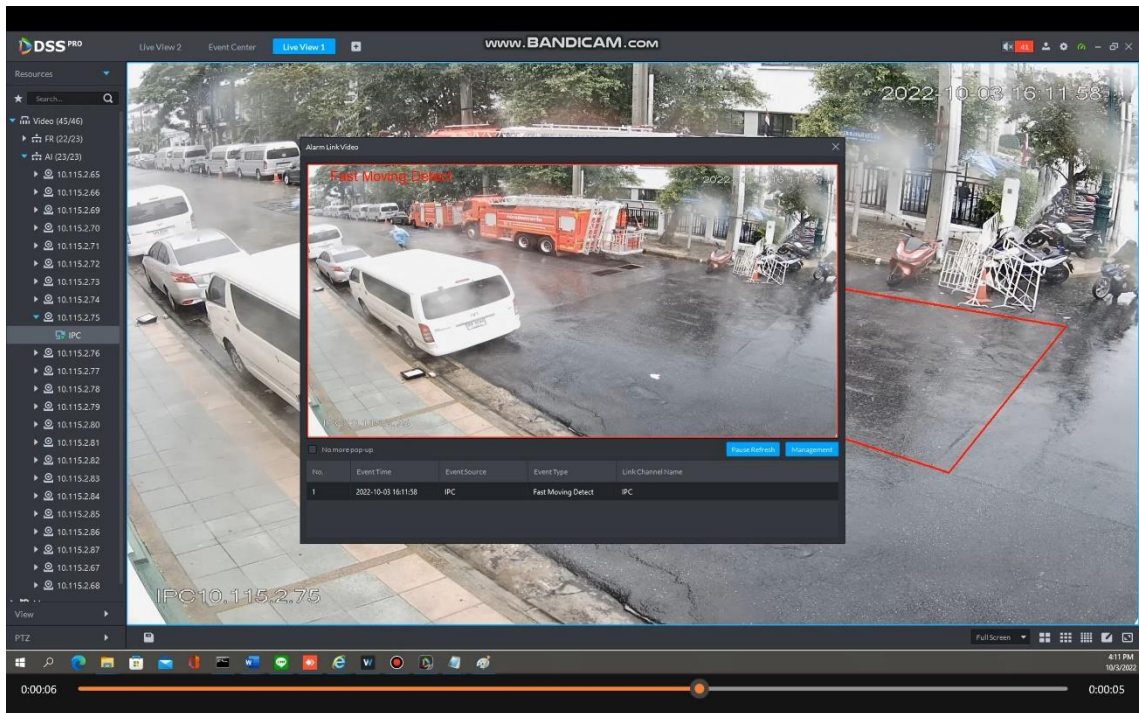 DSS PRO
Live View 2
Event Center
Live View 1
www.BANDICAM.com
41
Resources
Search...
Video (45/46)
FR (22/23)
AI (23/23)
10.115.2.65
10.115.2.66
10.115.2.69
10.115.2.70
10.115.2.71
10.115.2.72
10.115.2.73
10.115.2.74
10.115.2.75
IPC
10.115.2.76
10.115.2.77
10.115.2.78
10.115.2.79
10.115.2.80
10.115.2.81
10.115.2.82
10.115.2.83
10.115.2.84
10.115.2.85
10.115.2.86
10.115.2.87
10.115.2.67
10.115.2.68
View
PTZ
2022-10-03 16:11:58
Alarm Link Video
Fast Moving Detect
2022
No more pop-up
Pause Refresh
Management
No. Event Time Event Source Event Type Link Channel Name
1 2022-10-03 16:11:58 IPC Fast Moving Detect IPC
IPC10.115.2.75
Full Screen
4:11 PM
10/3/2022
0:00:06
0:00:05